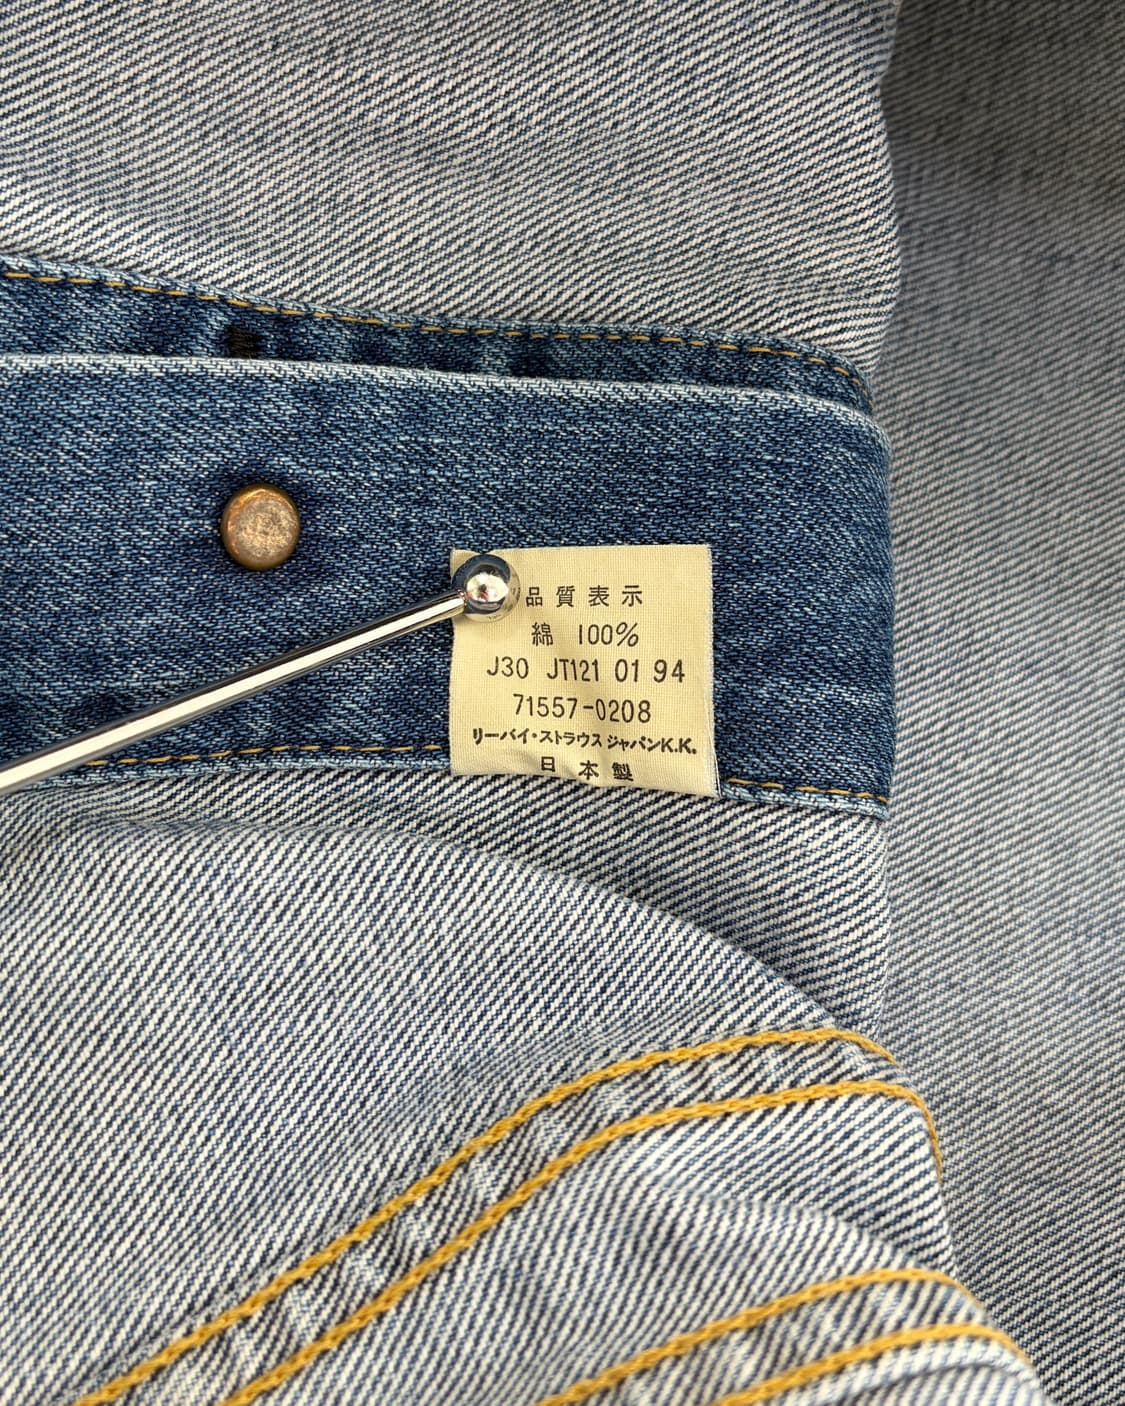 品質表示
綿 100%
J30 JT121 01 94
71557-0208
リーバイ・ストラウス ジャパンK.K.
日本製